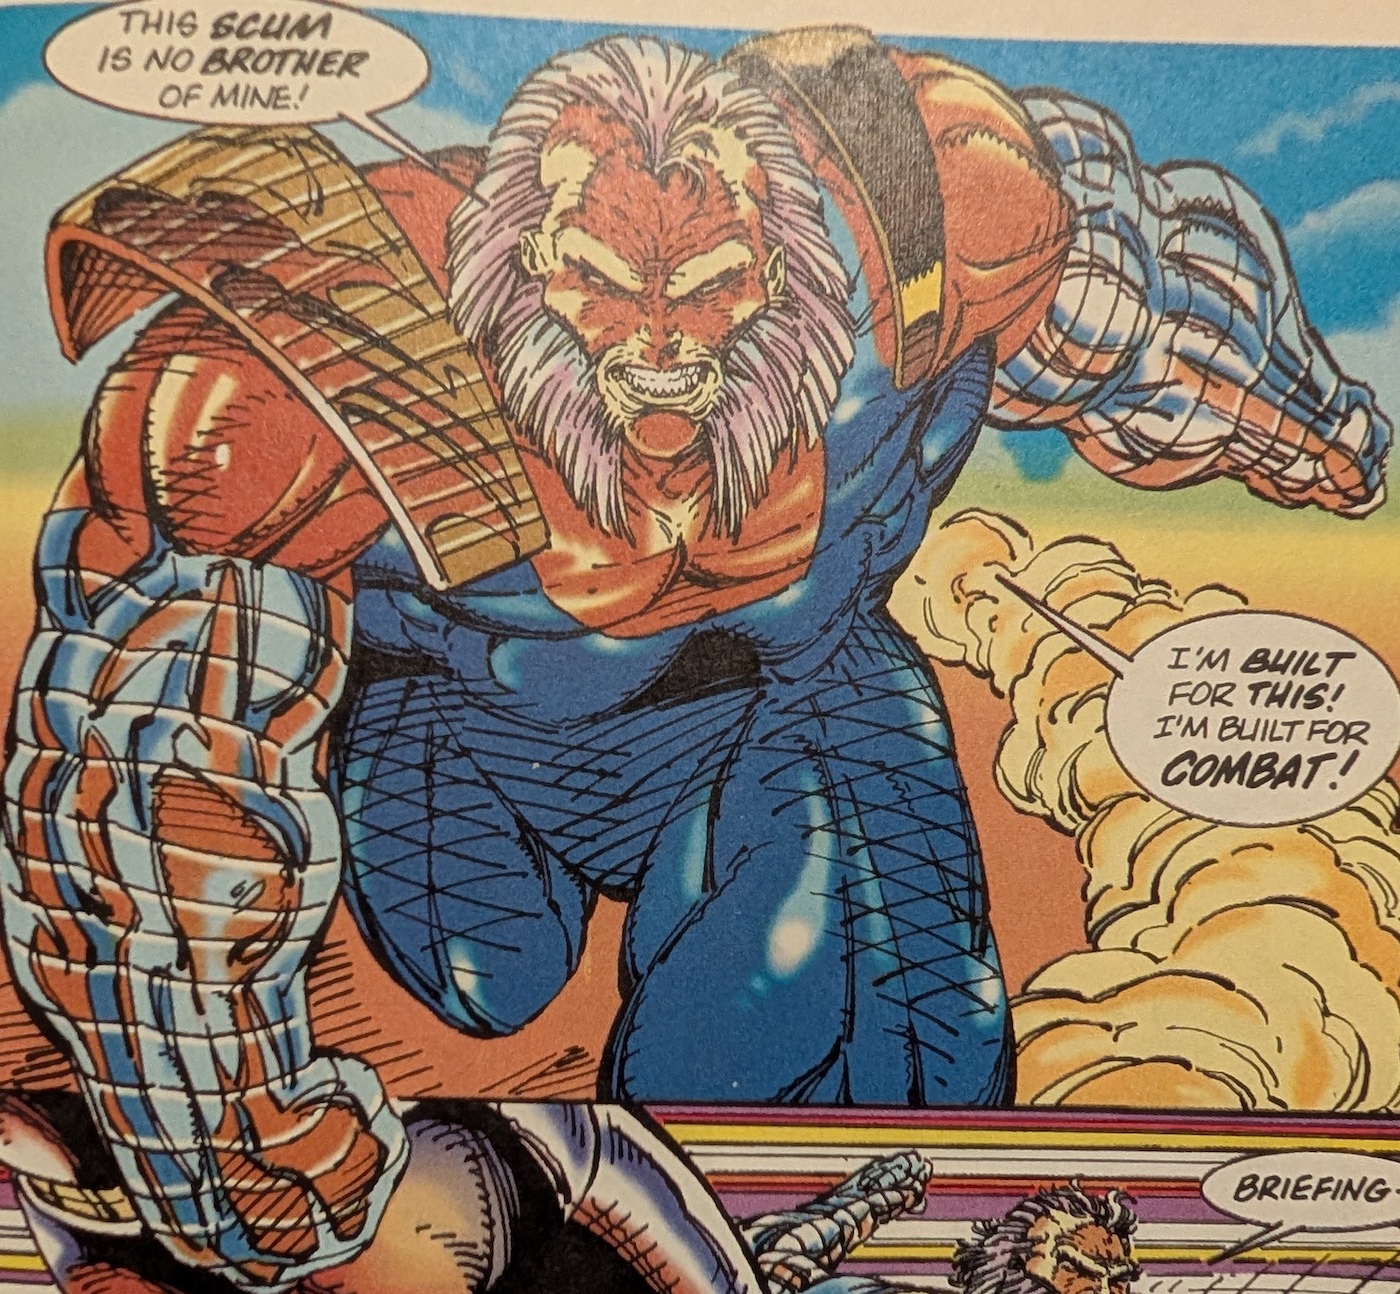 THIS SCUM
IS NO BROTHER
OF MINE!
I'M BUILT
FOR THIS!
I'M BUILT FOR
COMBAT!
BRIEFING-